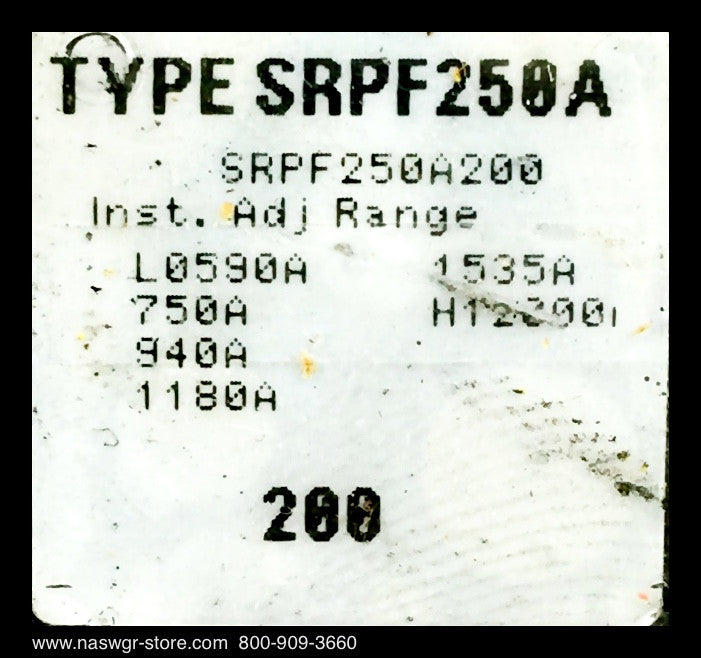 TYPE SRPF250A
SRPF250A200
Inst. Adj Range
L0590A 1535A
750A
940A
1180A
200
www.naswgr-store.com 800-909-3660